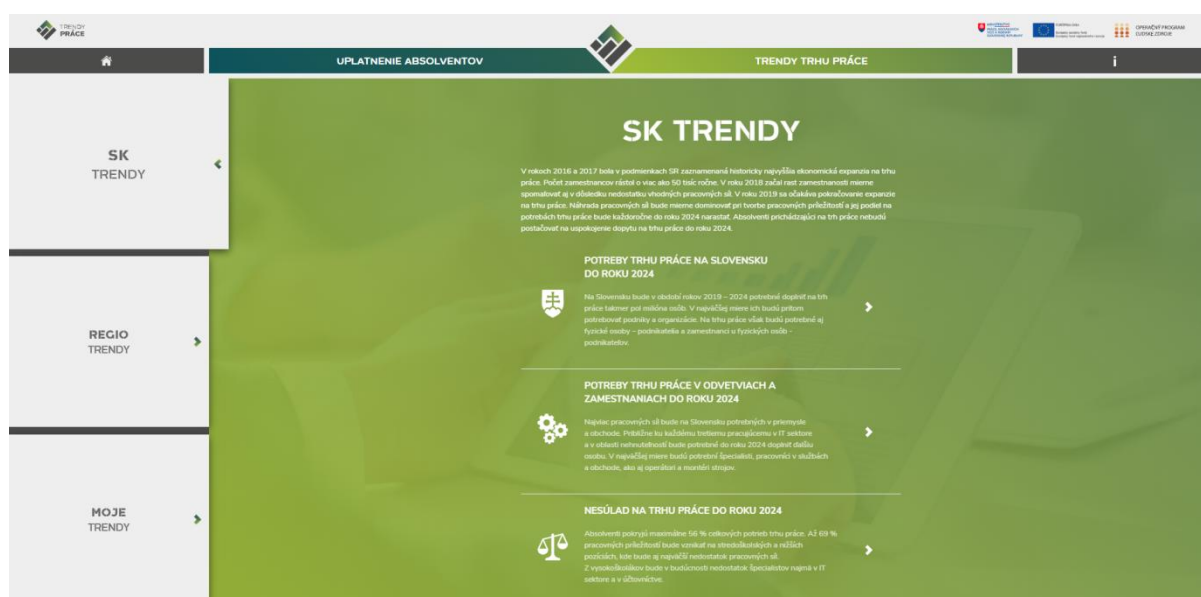 TRENDY
PRÁCE
OPERAČNÝ PROGRAM
ĽUDSKÉ ZDROJE
UPLATNENIE ABSOLVENTOV
TRENDY TRHU PRÁCE
i
SK
TRENDY
REGIO
TRENDY
MOJE
TRENDY
SK TRENDY
V rokoch 2016 a 2017 bola v podmienkach SR zaznamenaná historicky najvyššia ekonomická expanzia na trhu
práce. Počet zamestnancov rástol o viac ako 50 tisíc ročne. V roku 2018 začal rast zamestnanosti mierne
spomaľovať aj v dôsledku nedostatku vhodných pracovných síl. V roku 2019 sa očakáva pokračovanie expanzie
na trhu práce. Náhrada pracovných síl bude mierne dominovať pri tvorbe pracovných príležitostí a jej podiel na
potrebách trhu práce bude každoročne do roku 2024 narastať. Absolventi prichádzajúci na trh práce nebudú
postačovať na uspokojenie dopytu na trhu práce do roku 2024.
POTREBY TRHU PRÁCE NA SLOVENSKU
DO ROKU 2024
Na Slovensku bude v období rokov 2019 – 2024 potrebné doplniť na trh
práce takmer pol milióna osôb. V najväčšej miere ich budú pritom
potrebovať podniky a organizácie. Na trhu práce však budú potrebné aj
fyzické osoby – podnikatelia a zamestnanci u fyzických osôb -
podnikateľov.
POTREBY TRHU PRÁCE V ODVETVIACH A
ZAMESTNANIACH DO ROKU 2024
Najviac pracovných síl bude na Slovensku potrebných v priemysle
a obchode. Približne ku každému tretiemu pracujúcemu v IT sektore
a v oblasti nehnuteľností bude potrebné do roku 2024 doplniť ďalšiu
osobu. V najväčšej miere budú potrební špecialisti, pracovníci v službách
a obchode, ako aj operátori a montéri strojov.
NESÚLAD NA TRHU PRÁCE DO ROKU 2024
Absolventi pokryjú maximálne 56 % celkových potrieb trhu práce. Až 69 %
pracovných príležitostí bude vznikať na stredoškolských a nižších
pozíciách, kde bude aj najväčší nedostatok pracovných síl.
Z vysokoškolákov bude v budúcnosti nedostatok špecialistov najmä v IT
sektore a v účtovníctve.